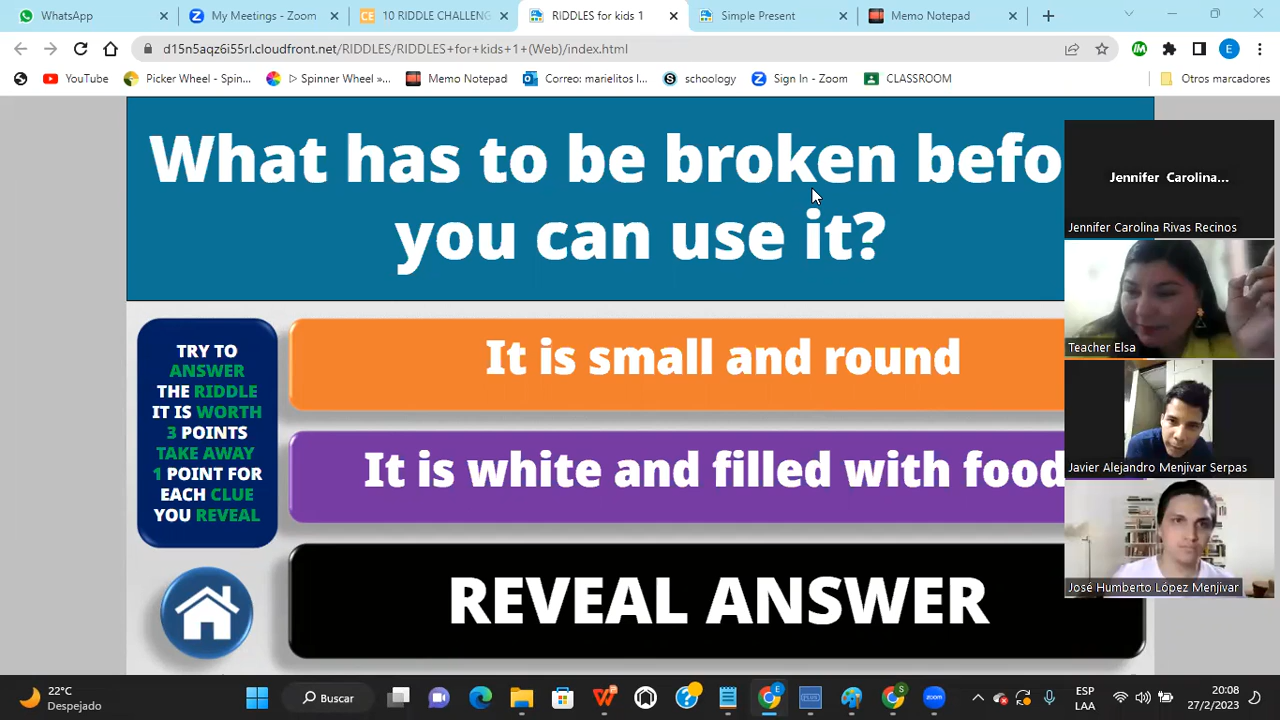 WhatsApp
My Meetings - Zoom
10 RIDDLE CHALLENG
RIDDLES for kids 1
Simple Present
Memo Notepad
d15n5aqz6i55rl.cloudfront.net/RIDDLES/RIDDLES+for+kids+1+(Web)/index.html
YouTube
Picker Wheel - Spin...
▷ Spinner Wheel »...
Memo Notepad
Correo: marielitos l...
schoology
Sign In - Zoom
CLASSROOM
Otros marcadores
What has to be broken befo
you can use it?
TRY TO
ANSWER
THE RIDDLE
IT IS WORTH
3 POINTS
TAKE AWAY
1 POINT FOR
EACH CLUE
YOU REVEAL
It is small and round
It is white and filled with food
REVEAL ANSWER
Jennifer Carolina...
Jennifer Carolina Rivas Recinos
Teacher Elsa
Javier Alejandro Menjivar Serpas
José Humberto López Menjivar
22°C
Despejado
Buscar
ESP
LAA
20:08
27/2/2023